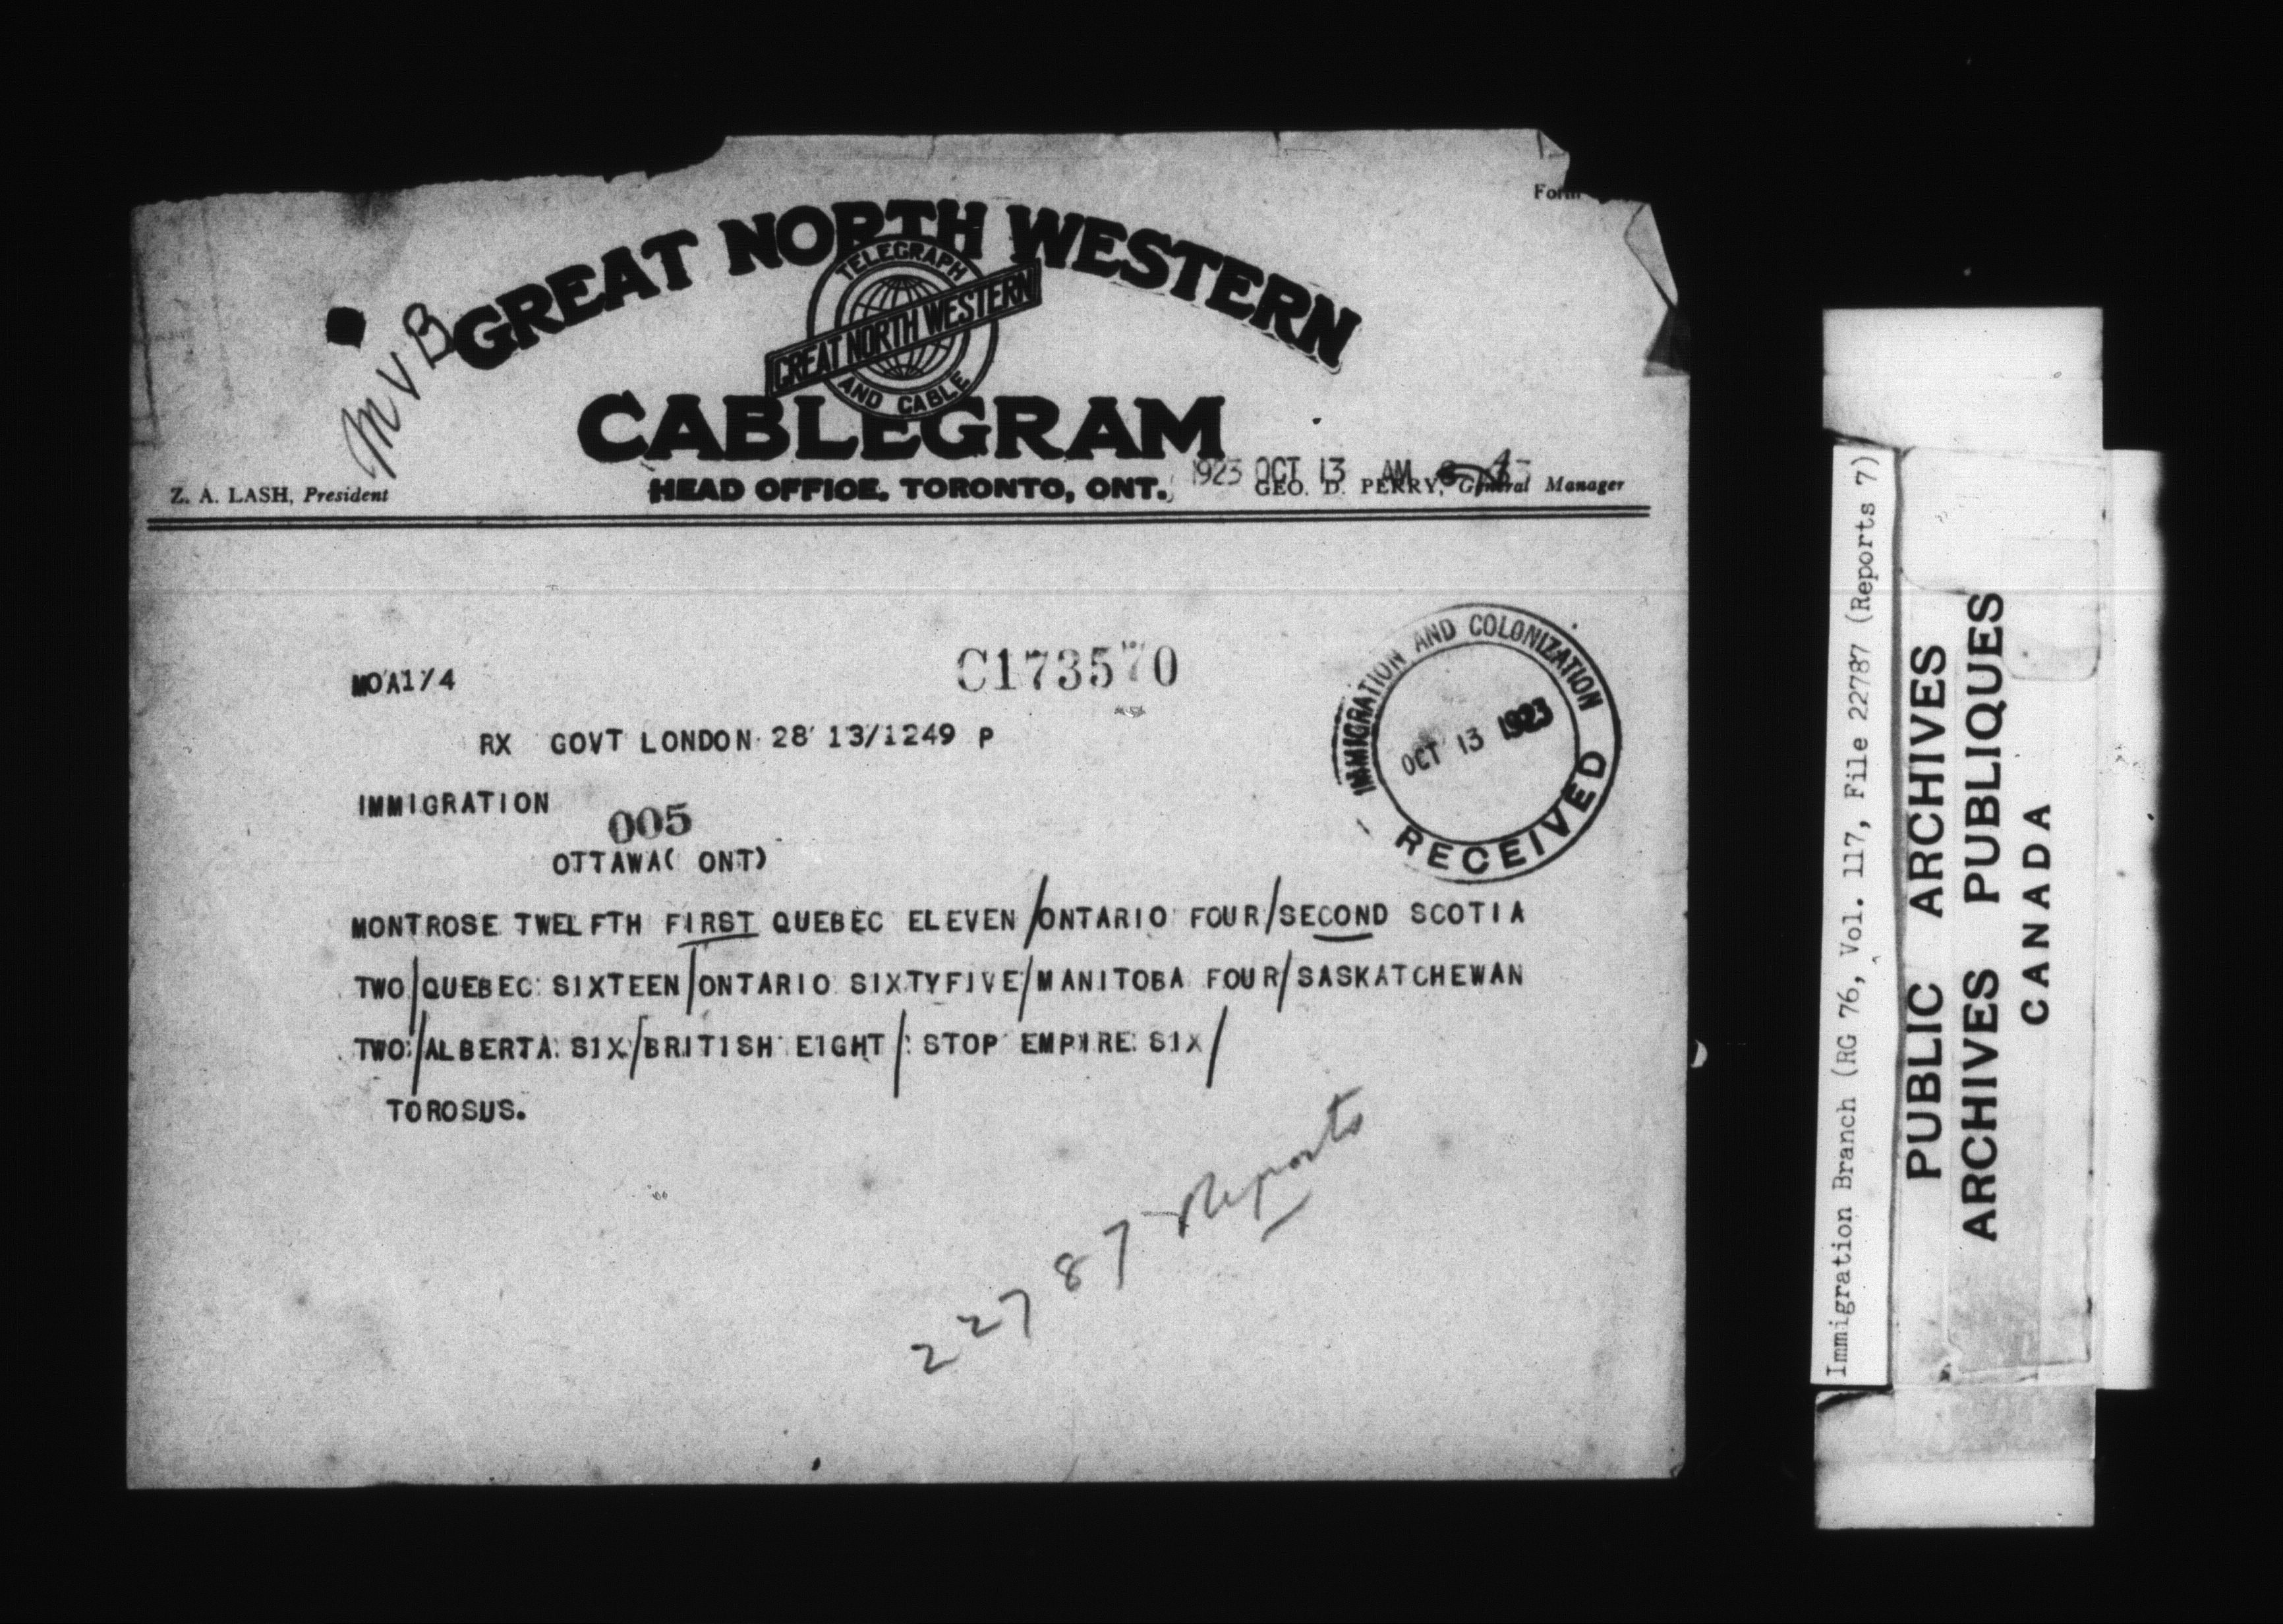 Form
GREAT NORTH WESTERN
TELEGRAPH
GREAT NORTH WESTERN
AND CABLE
CABLEGRAM
HEAD OFFICE, TORONTO, ONT.
M V B
Z. A. LASH, President
1923 OCT 13 AM
GEO. D. PERRY, General Manager
MOA1/4
C173570
RX GOVT LONDON 28 13/1249 P
IMMIGRATION
005
OTTAWA( ONT)
IMMIGRATION AND COLONIZATION
OCT 13 1923
RECEIVED
MONTROSE TWELFTH FIRST QUEBEC ELEVEN/ONTARIO FOUR/SECOND SCOTIA
TWO/QUEBEC SIXTEEN/ONTARIO SIXTYFIVE/MANITOBA FOUR/SASKATCHEWAN
TWO/ALBERTA SIX/BRITISH EIGHT/ STOP EMPIRE SIX/
TOROSUS.
22787 Reports
Immigration Branch (RG 76, Vol. 117, File 22787 (Reports 7)
PUBLIC ARCHIVES
ARCHIVES PUBLIQUES
CANADA